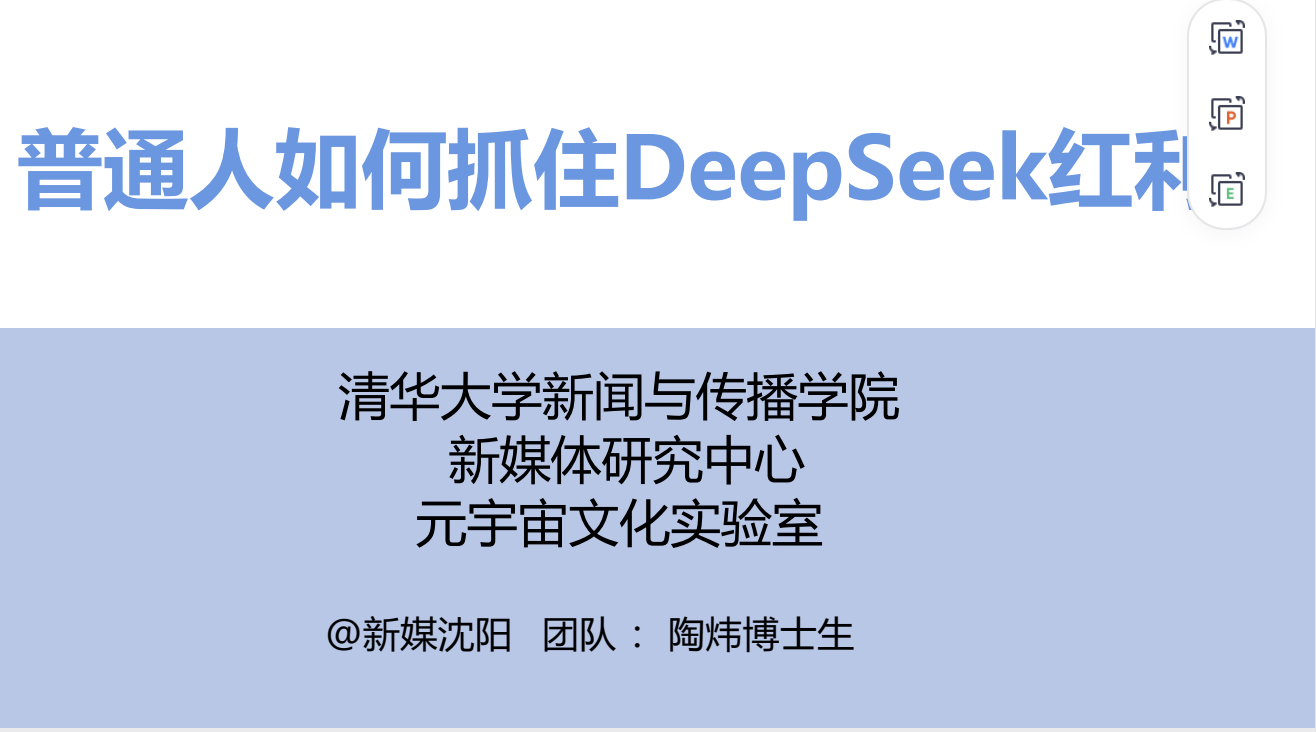 普通人如何抓住DeepSeek红利
清华大学新闻与传播学院
新媒体研究中心
元宇宙文化实验室
@新媒沈阳 团队 ： 陶炜博士生
W
P
E